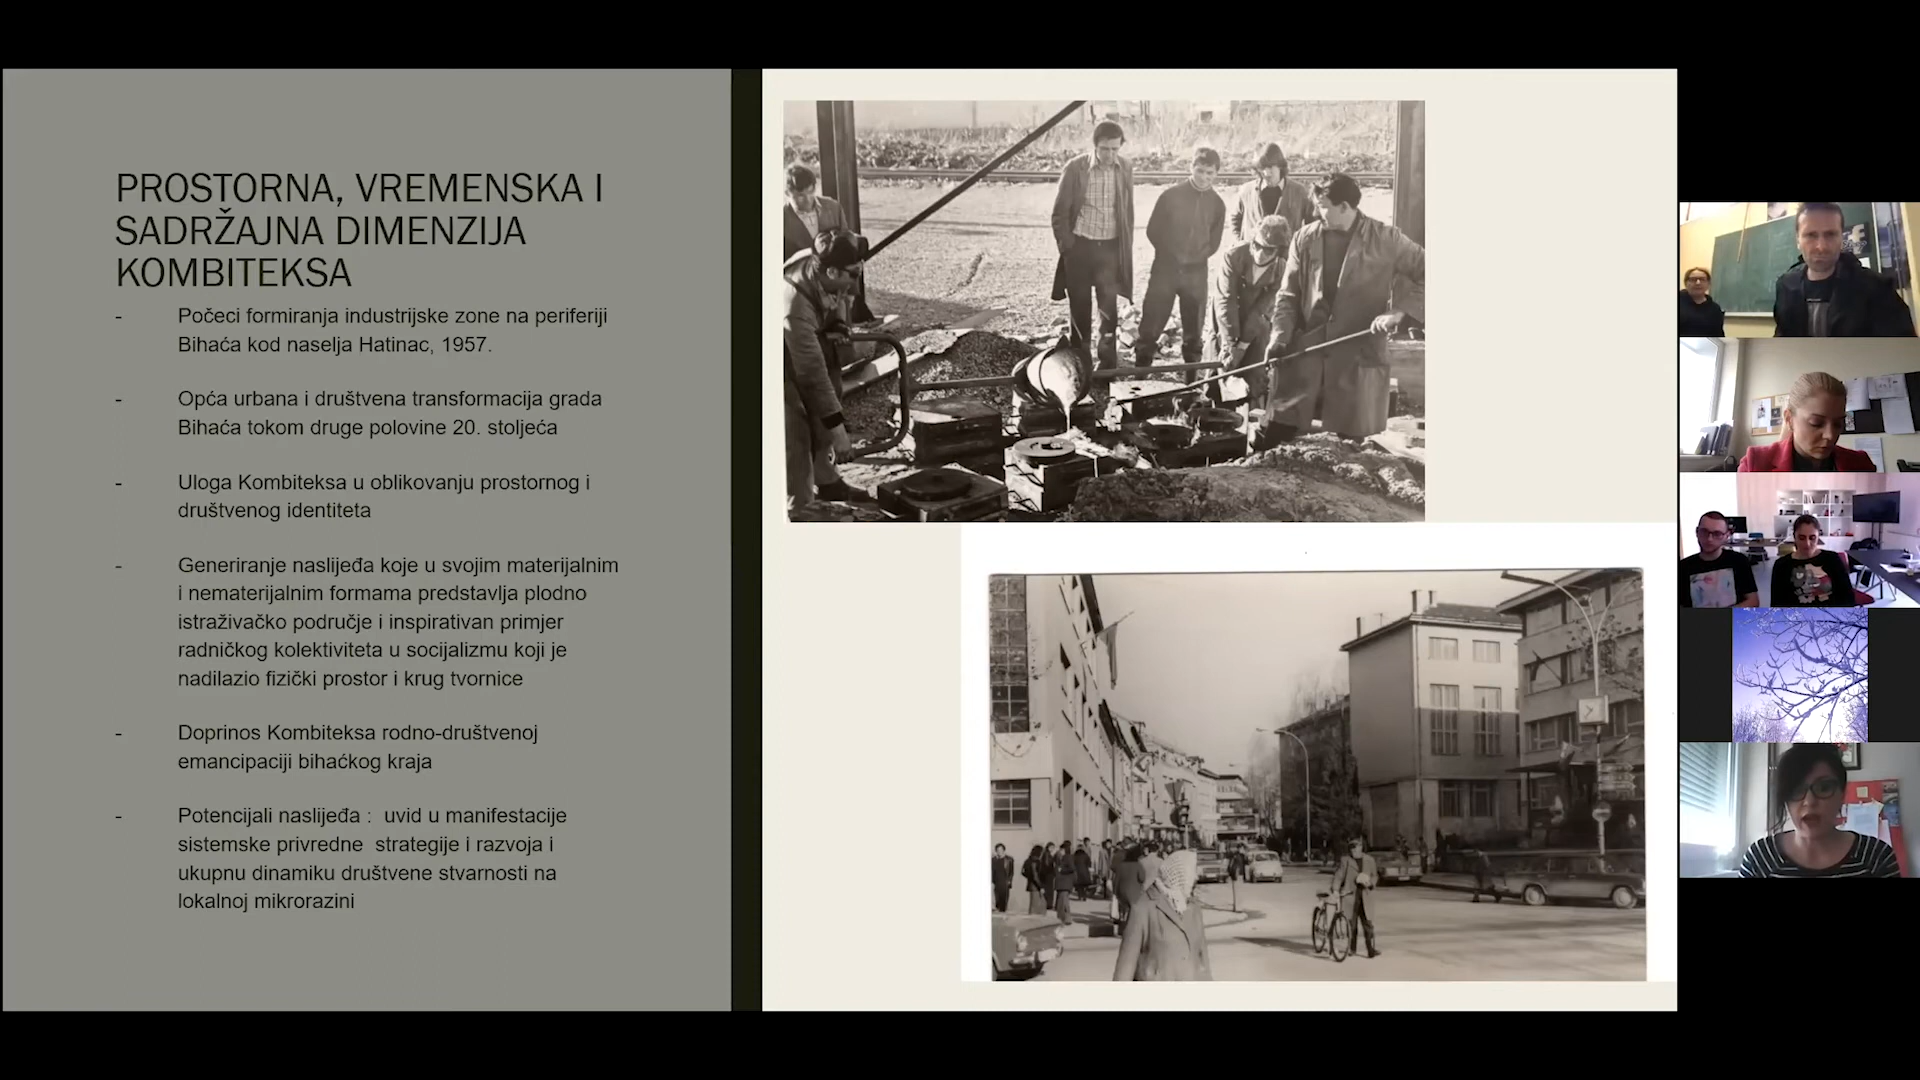 PROSTORNA, VREMENSKA I
SADRŽAJNA DIMENZIJA
KOMBITEKSA
- Počeci formiranja industrijske zone na periferiji
Bihaća kod naselja Hatinac, 1957.
- Opća urbana i društvena transformacija grada
Bihaća tokom druge polovine 20. stoljeća
- Uloga Kombiteksa u oblikovanju prostornog i
društvenog identiteta
- Generiranje naslijeđa koje u svojim materijalnim
i nematerijalnim formama predstavlja plodno
istraživačko područje i inspirativan primjer
radničkog kolektiviteta u socijalizmu koji je
nadilazio fizički prostor i krug tvornice
- Doprinos Kombiteksa rodno-društvenoj
emancipaciji bihaćkog kraja
- Potencijali naslijeđa :  uvid u manifestacije
sistemske privredne  strategije i razvoja i
ukupnu dinamiku društvene stvarnosti na
lokalnoj mikrorazini